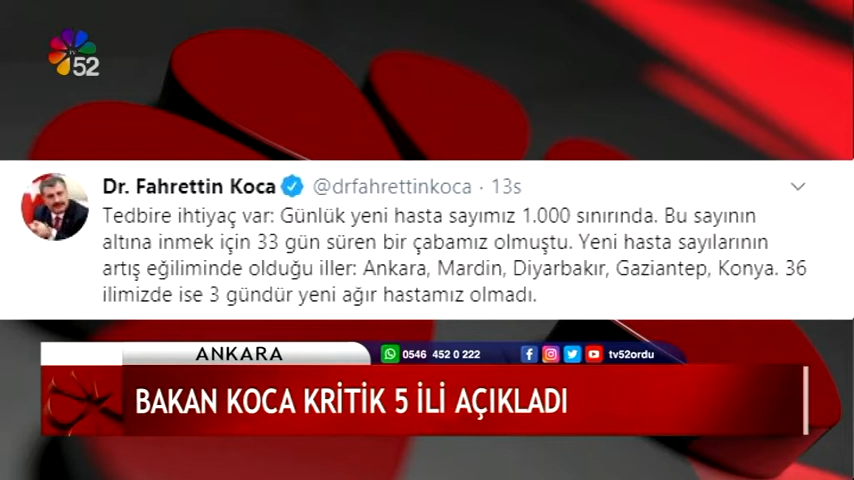 TV
52
Dr. Fahrettin Koca @drfahrettinkoca · 13s
Tedbire ihtiyaç var: Günlük yeni hasta sayımız 1.000 sınırında. Bu sayının
altına inmek için 33 gün süren bir çabamız olmuştu. Yeni hasta sayılarının
artış eğiliminde olduğu iller: Ankara, Mardin, Diyarbakır, Gaziantep, Konya. 36
ilimizde ise 3 gündür yeni ağır hastamız olmadı.
ANKARA
0546 452 0 222
tv52ordu
BAKAN KOCA KRİTİK 5 İLİ AÇIKLADI